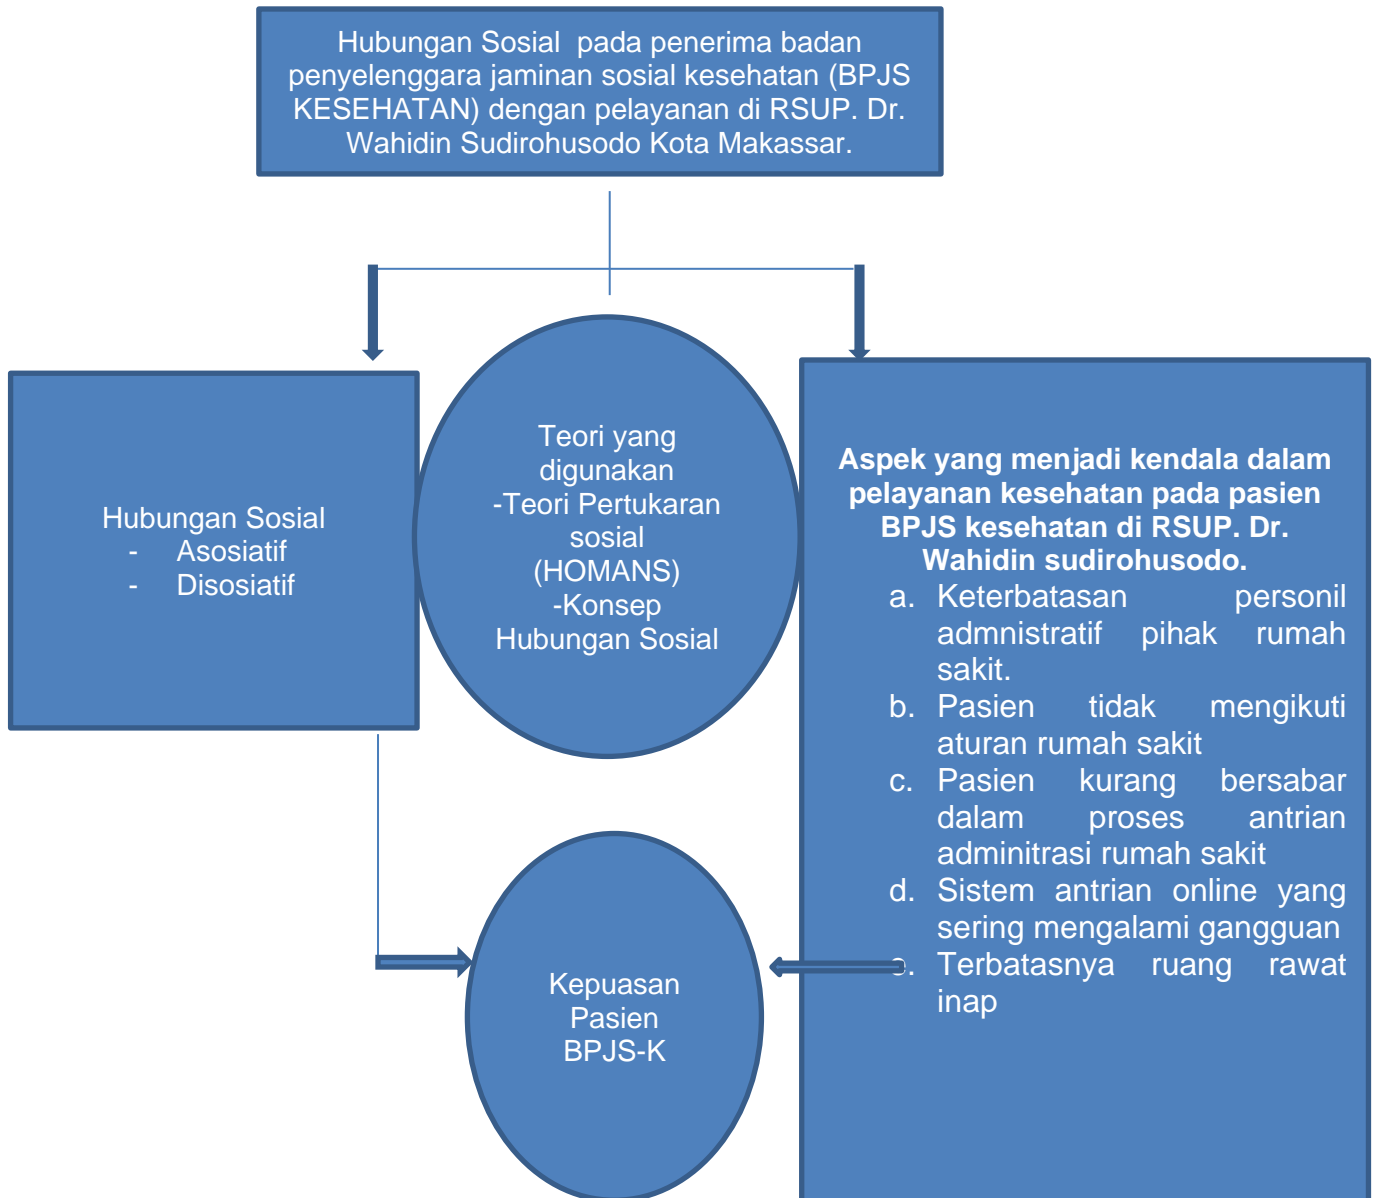 Hubungan Sosial pada penerima badan
penyelenggara jaminan sosial kesehatan (BPJS
KESEHATAN) dengan pelayanan di RSUP. Dr.
Wahidin Sudirohusodo Kota Makassar.
Hubungan Sosial
- Asosiatif
- Disosiatif
Teori yang
digunakan
-Teori Pertukaran
sosial
(HOMANS)
-Konsep
Hubungan Sosial
Aspek yang menjadi kendala dalam
pelayanan kesehatan pada pasien
BPJS kesehatan di RSUP. Dr.
Wahidin sudirohusodo.
a. Keterbatasan personil
admnistratif pihak rumah
sakit.
b. Pasien tidak mengikuti
aturan rumah sakit
c. Pasien kurang bersabar
dalam proses antrian
adminitrasi rumah sakit
d. Sistem antrian online yang
sering mengalami gangguan
e. Terbatasnya ruang rawat
inap
Kepuasan
Pasien
BPJS-K